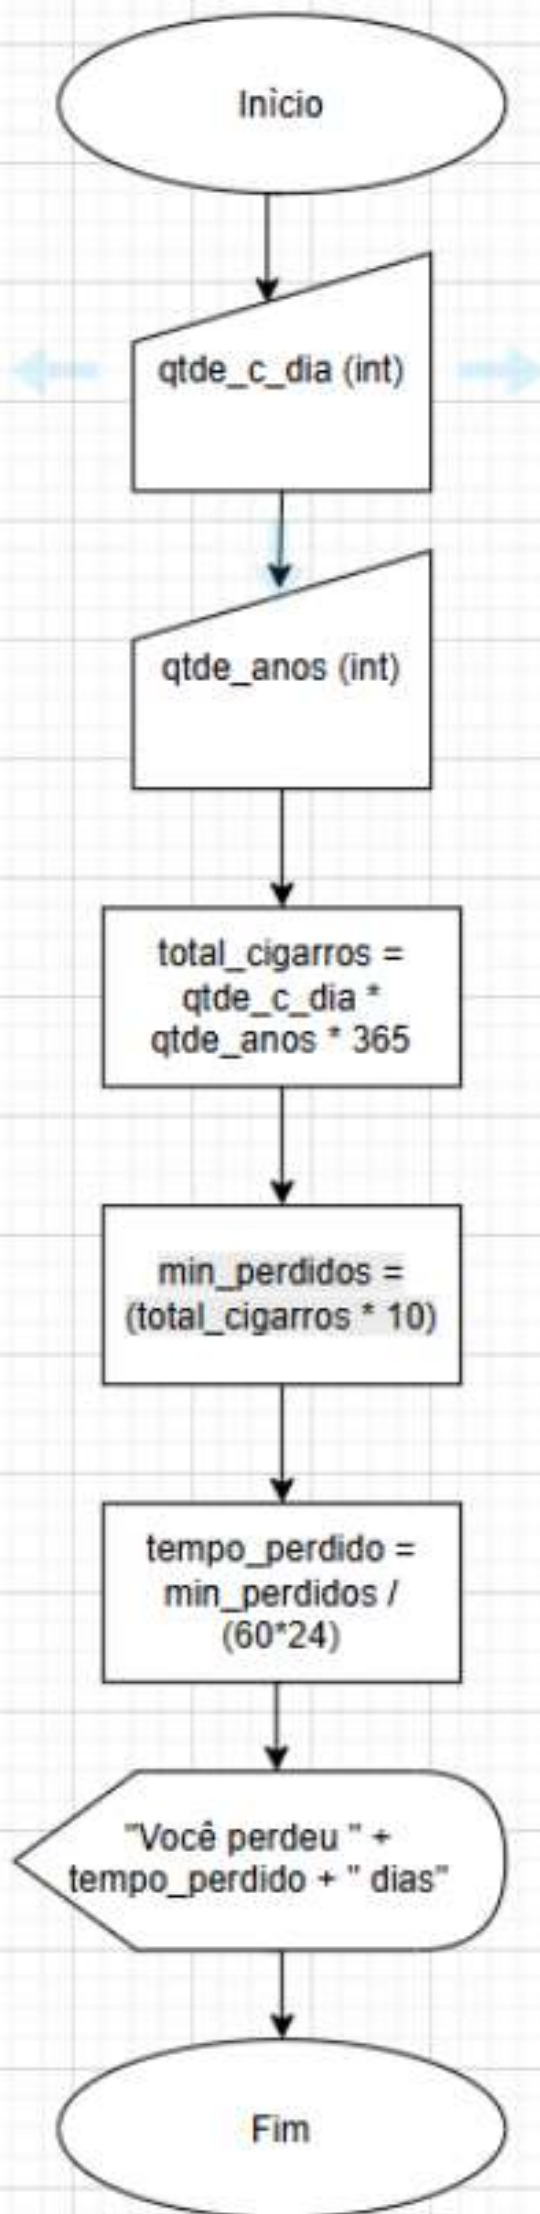 Inìcio
qtde_c_dia (int)
qtde_anos (int)
total_cigarros =
qtde_c_dia *
qtde_anos * 365
min_perdidos =
(total_cigarros * 10)
tempo_perdido =
min_perdidos /
(60*24)
"Você perdeu " +
tempo_perdido + " dias"
Fim